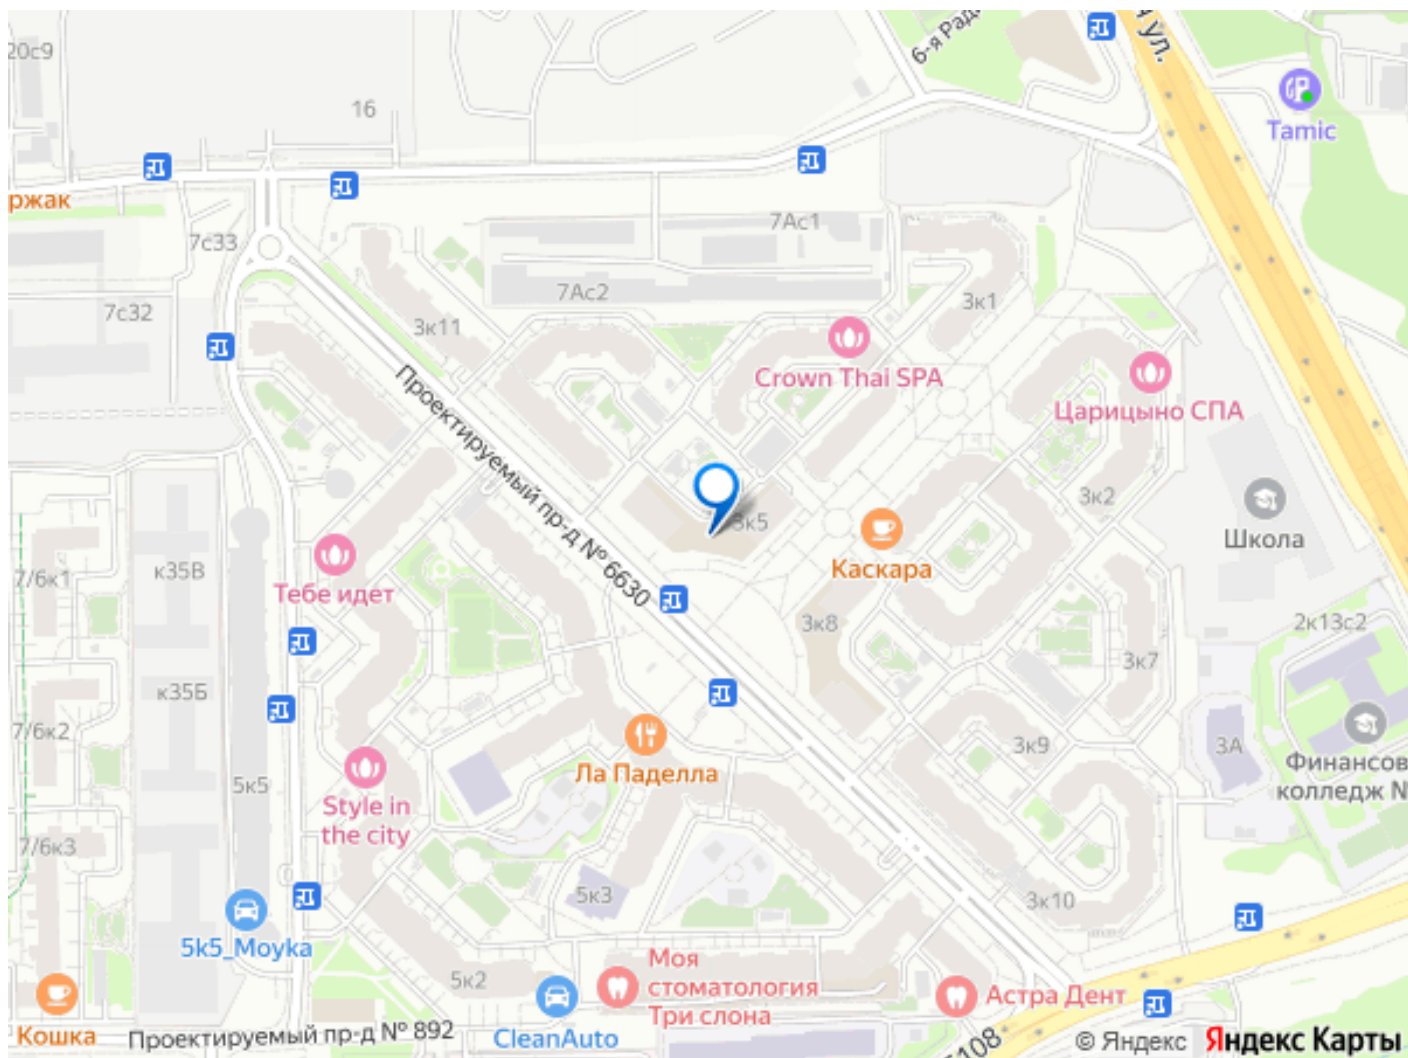 20с9
6-я Рад
ул.
16
Tamic
ржак
7с33
7Ас1
7с32
7Ас2
3к1
3к11
Crown Thai SPA
Царицыно СПА
Проектируемый пр-д № 6630
3к5
3к2
Школа
Каскара
7/6к1
к35В
Тебе идет
3к8
2к13с2
3к7
к35Б
7/6к2
3к9
3А
Ла Паделла
Финансов
колледж №
5к5
Style in
the city
7/6к3
5к3
3к10
5k5_Moyka
5к2
Моя
стоматология
Три слона
Астра Дент
Кошка
Проектируемый пр-д № 892
CleanAuto
6108
© Яндекс
Яндекс Карты